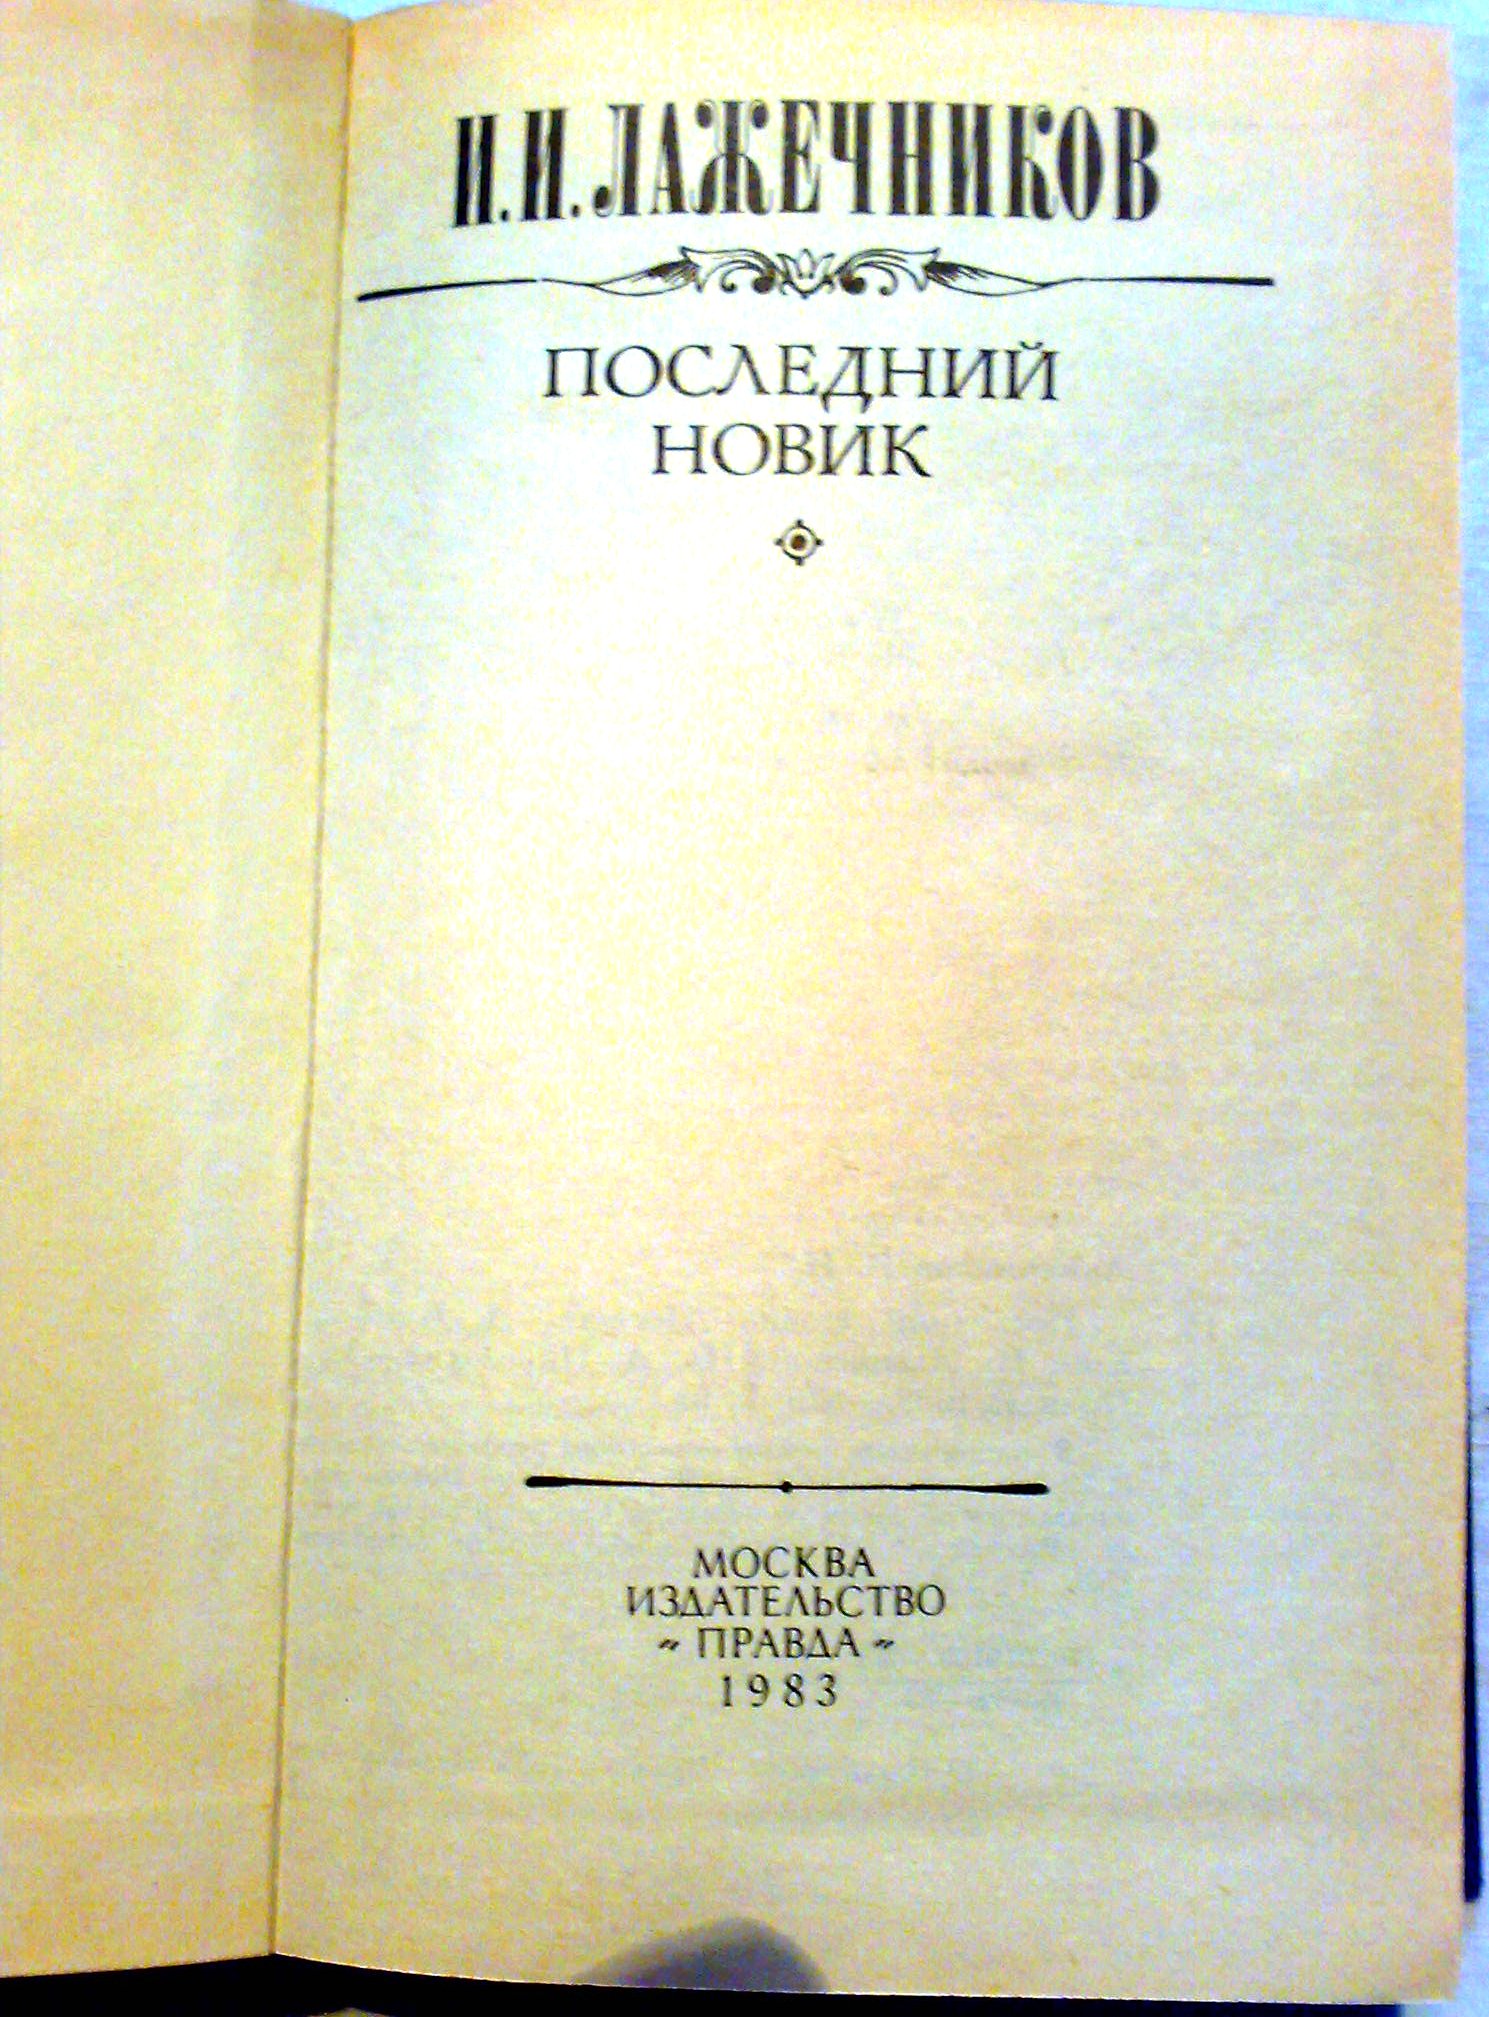 И.И.ЛАЖЕЧНИКОВ
ПОСЛЕДНИЙ
НОВИК
МОСКВА
ИЗДАТЕЛЬСТВО
«ПРАВДА»
1983